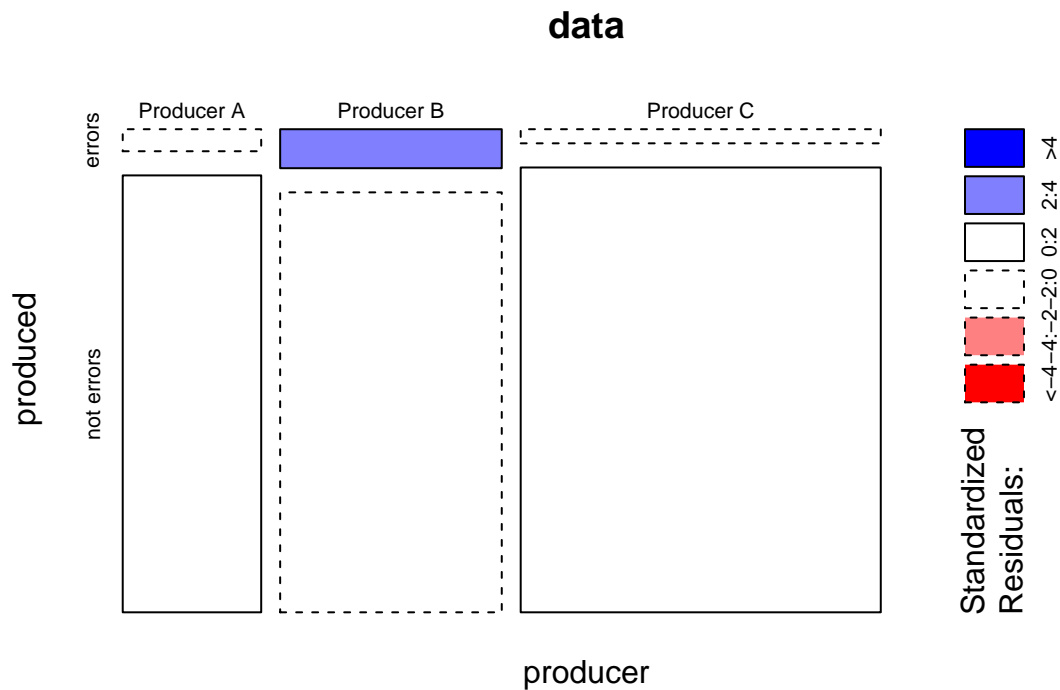 data
Producer A
Producer B
Producer C
errors
not errors
produced
producer
Standardized
Residuals:
<−4
−4:−2
−2:0
0:2
2:4
>4